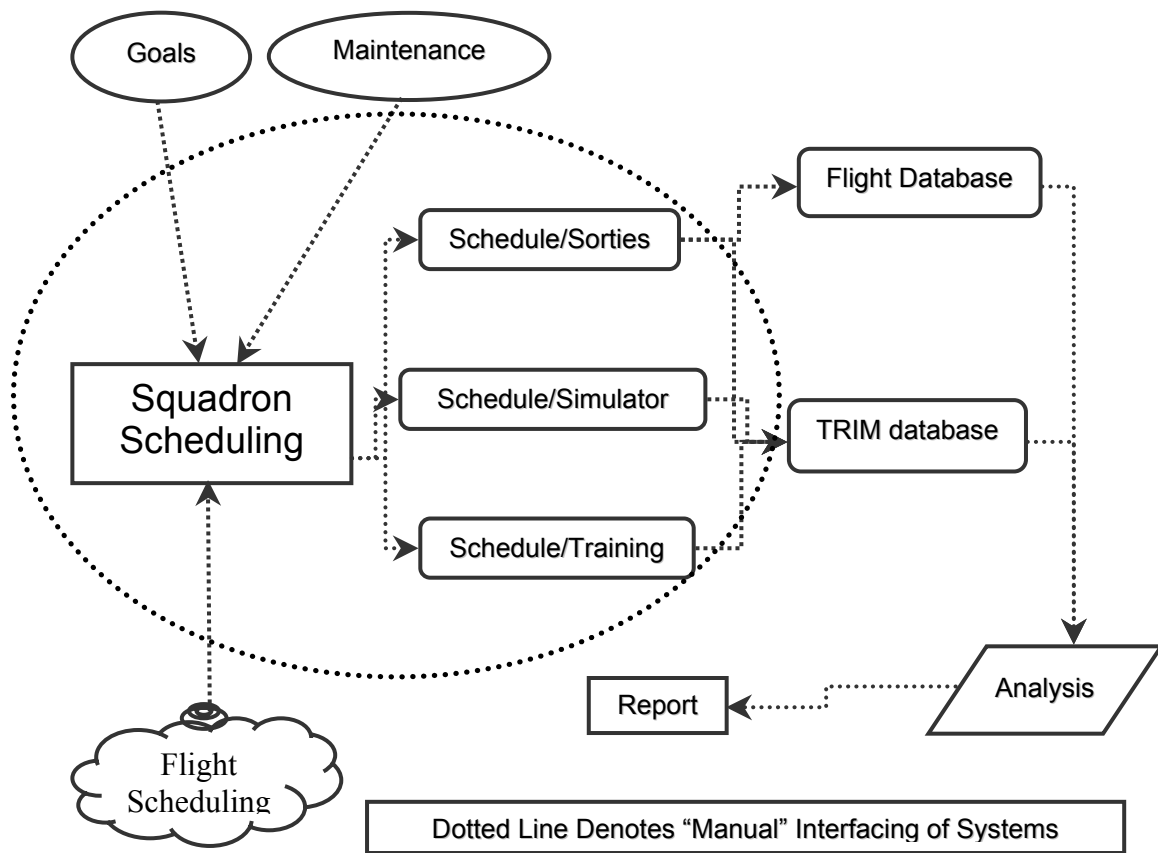 Goals
Maintenance
Flight Database
Schedule/Sorties
Squadron
Scheduling
Schedule/Simulator
TRIM database
Schedule/Training
Analysis
Report
Flight
Scheduling
Dotted Line Denotes “Manual” Interfacing of Systems